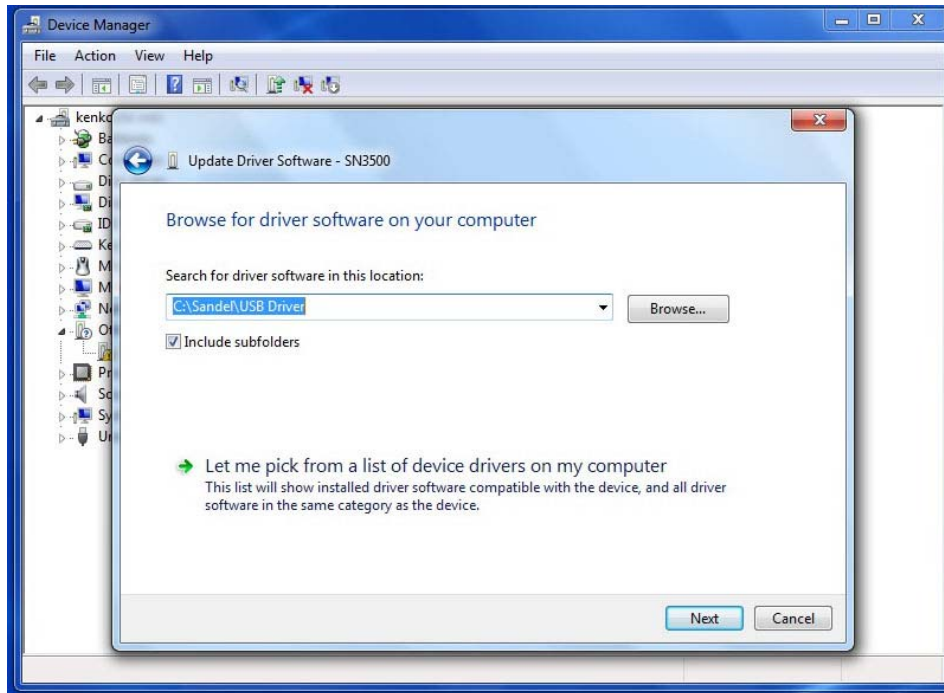 Device Manager
File Action View Help
Update Driver Software - SN3500
Browse for driver software on your computer
Search for driver software in this location:
C:\Sandel\USB Driver
Browse...
Include subfolders
Let me pick from a list of device drivers on my computer
This list will show installed driver software compatible with the device, and all driver
software in the same category as the device.
Next Cancel